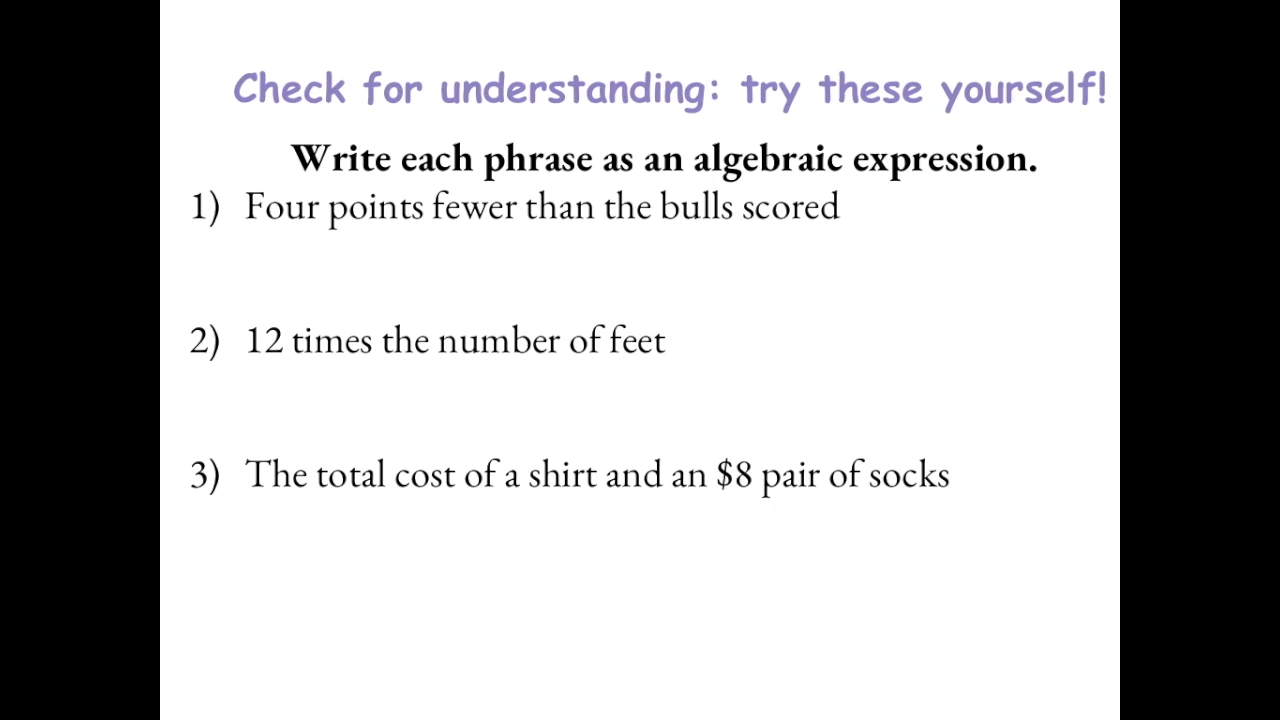 Check for understanding: try these yourself!
Write each phrase as an algebraic expression.
1) Four points fewer than the bulls scored
2) 12 times the number of feet
3) The total cost of a shirt and an $8 pair of socks